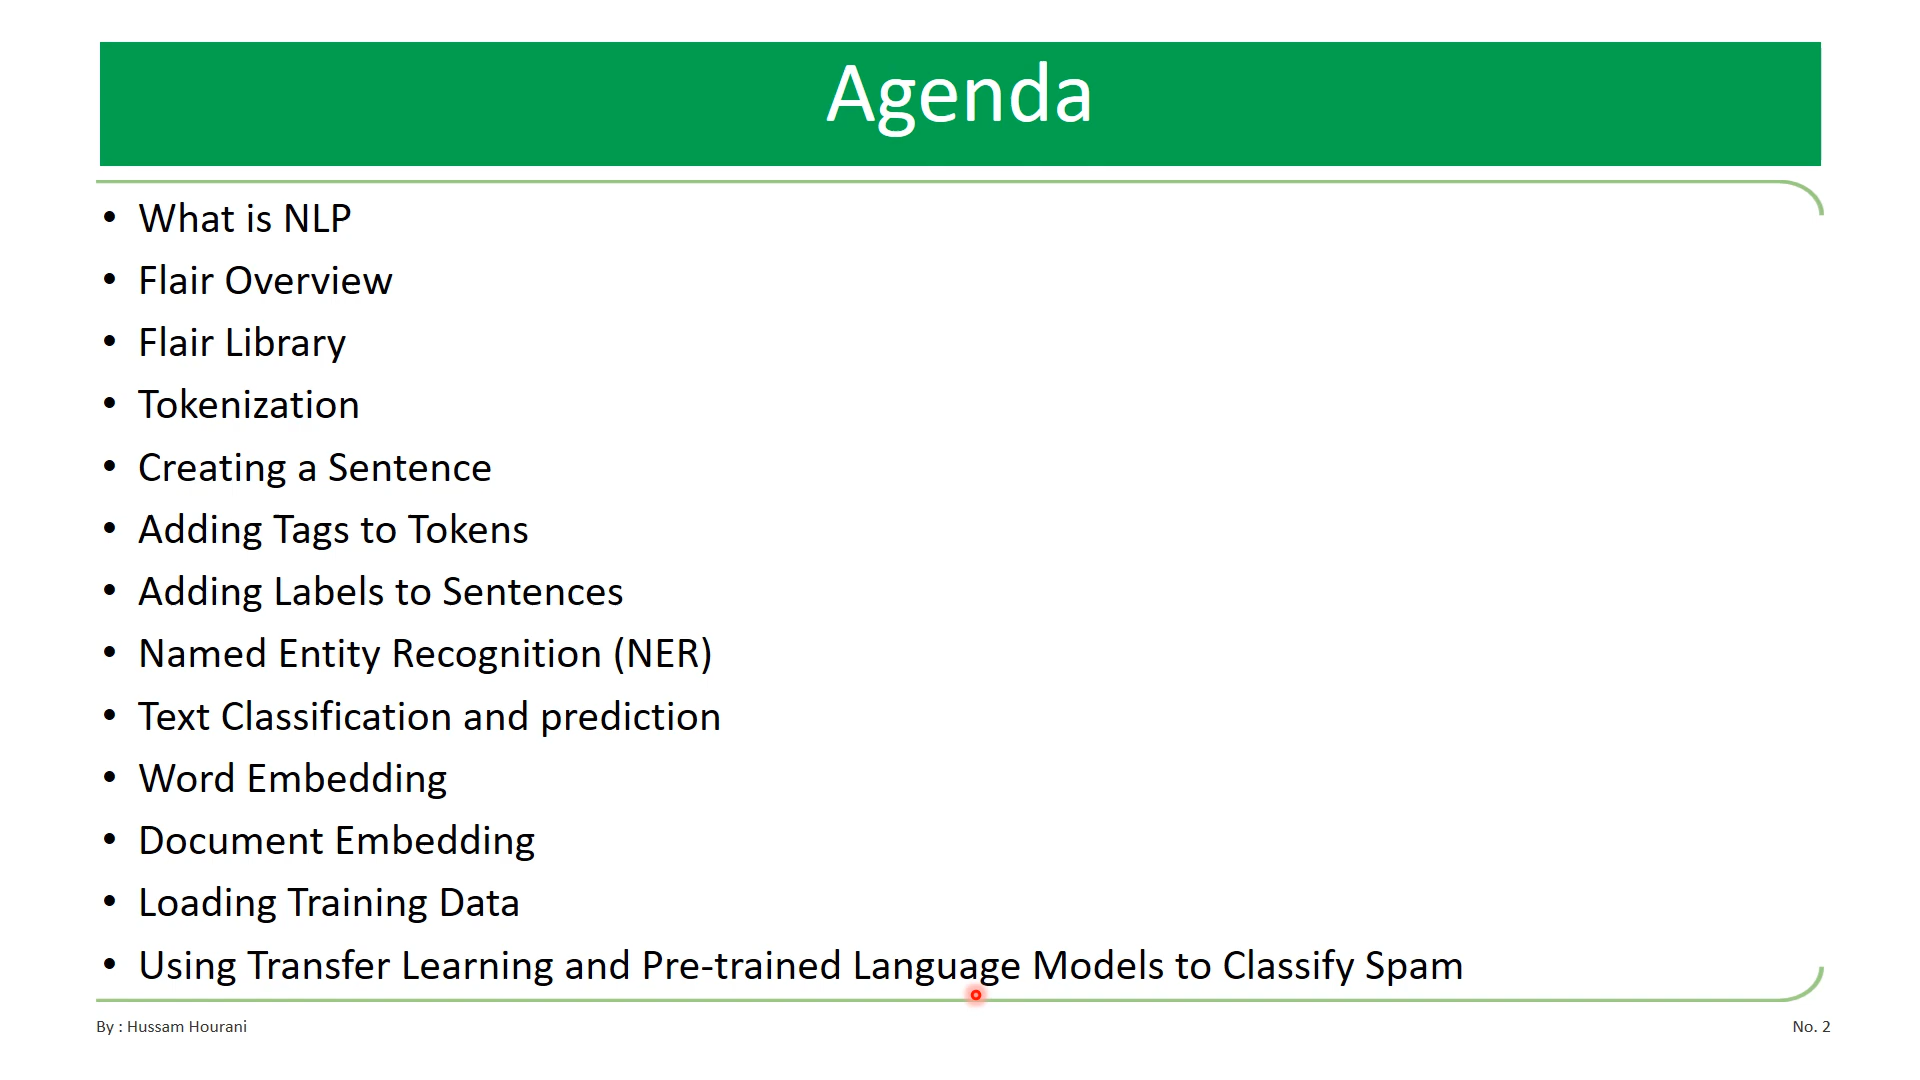 Agenda
• What is NLP
• Flair Overview
• Flair Library
• Tokenization
• Creating a Sentence
• Adding Tags to Tokens
• Adding Labels to Sentences
• Named Entity Recognition (NER)
• Text Classification and prediction
• Word Embedding
• Document Embedding
• Loading Training Data
• Using Transfer Learning and Pre-trained Language Models to Classify Spam
By : Hussam Hourani
No. 2